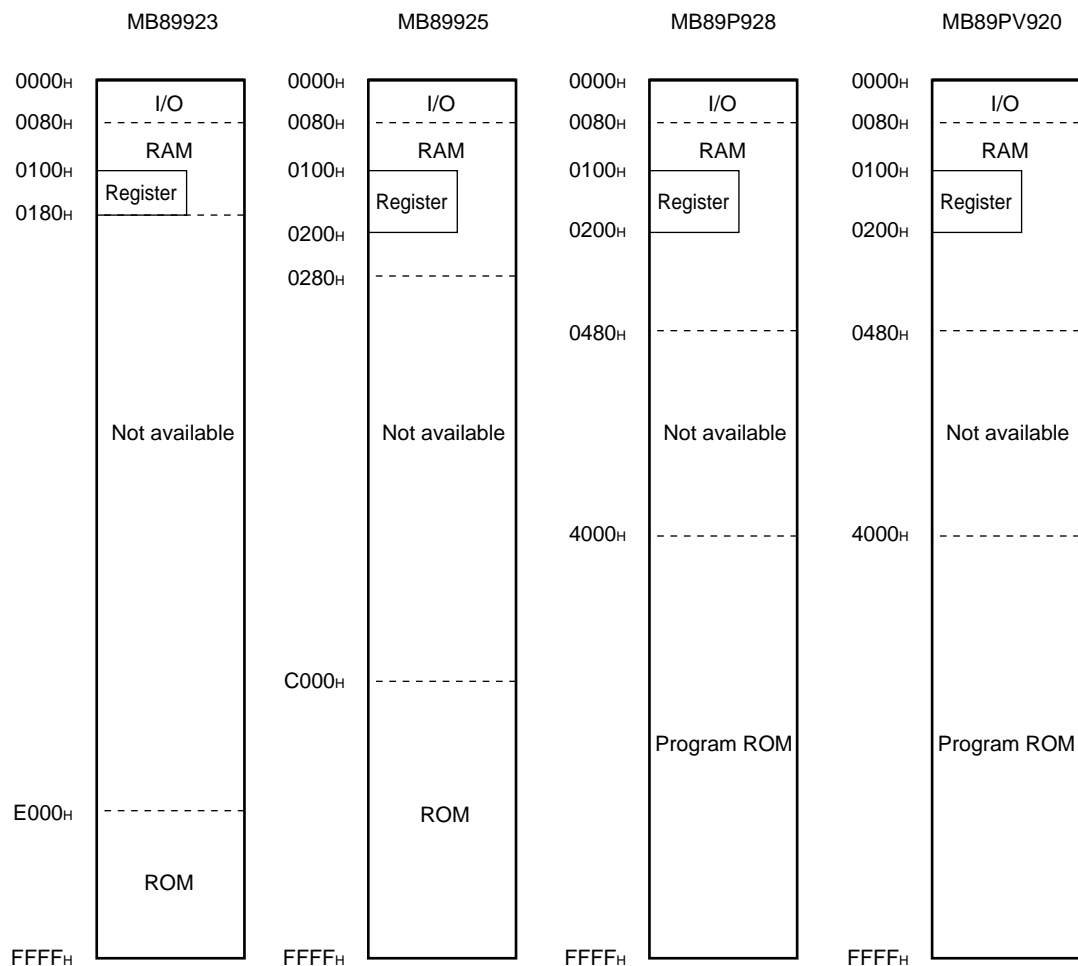 MB89923 MB89925 MB89P928 MB89PV920
0000H 0000H 0000H 0000H
I/O I/O I/O I/O
0080H 0080H 0080H 0080H
RAM RAM RAM RAM
0100H 0100H 0100H 0100H
Register Register Register Register
0180H
0200H 0200H 0200H
0280H
0480H 0480H
Not available Not available Not available Not available
4000H 4000H
C000H
Program ROM Program ROM
E000H
ROM
ROM
FFFFH FFFFH FFFFH FFFFH